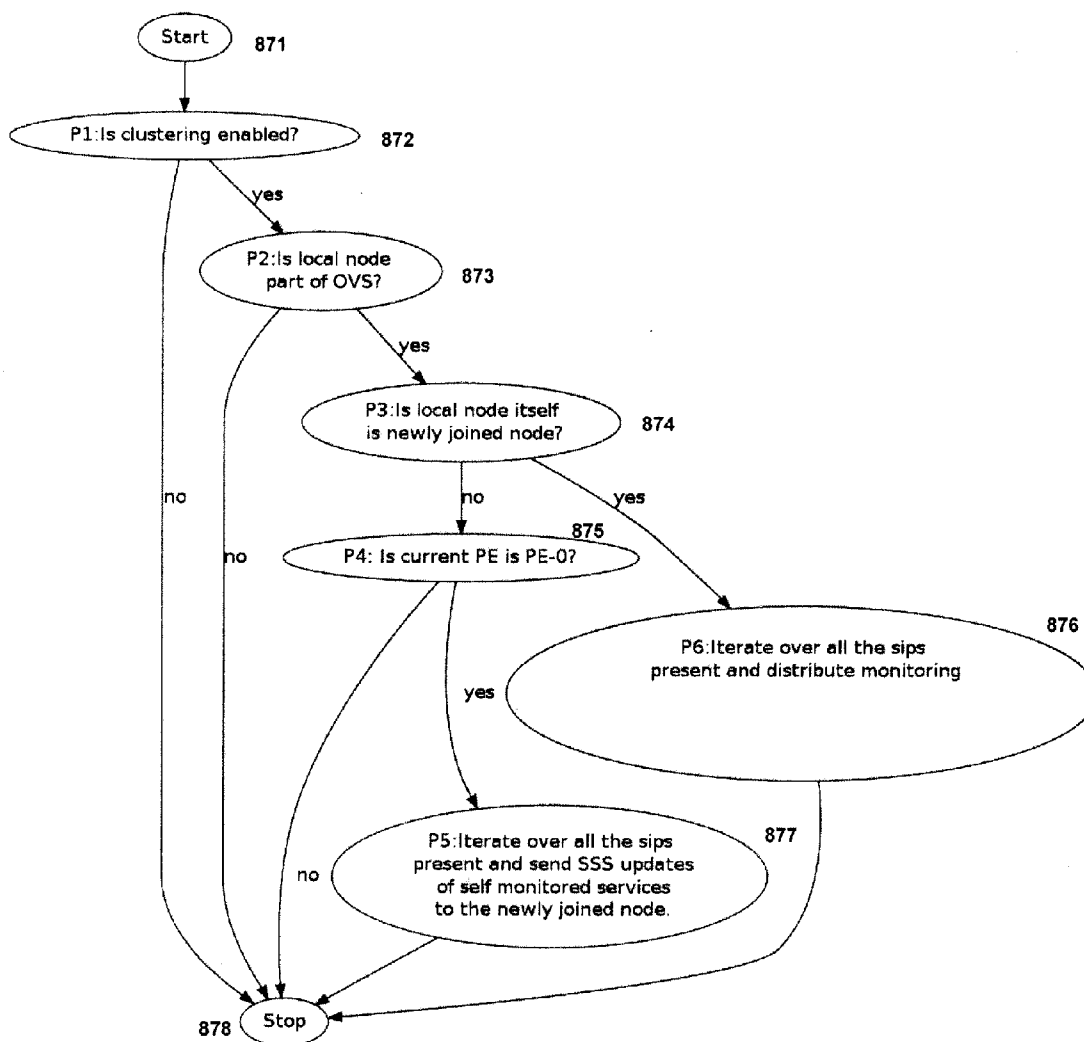 Start
871
P1:Is clustering enabled?
872
yes
P2:Is local node
part of OVS?
873
yes
P3:Is local node itself
is newly joined node?
874
no
no
no
yes
875
P4: Is current PE is PE-0?
876
P6:Iterate over all the sips
present and distribute monitoring
yes
877
P5:Iterate over all the sips
present and send SSS updates
of self monitored services
to the newly joined node.
no
878
Stop